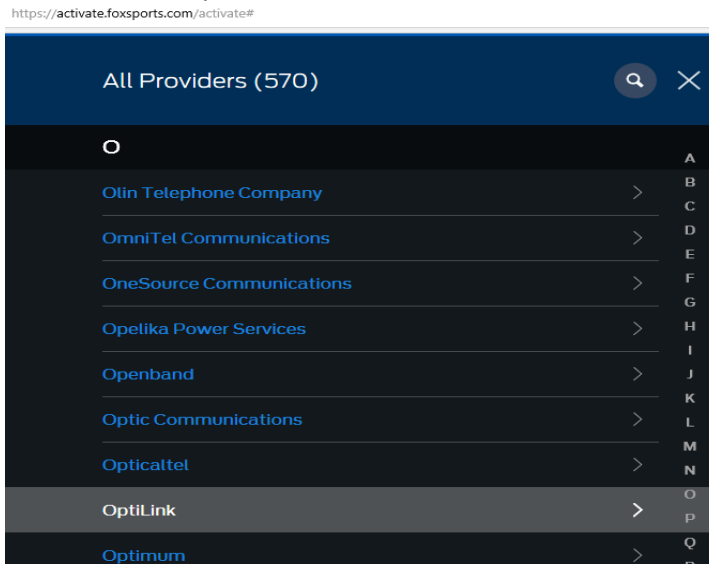 https://activate.foxsports.com/activate#
All Providers (570)
O
Olin Telephone Company
OmniTel Communications
OneSource Communications
Opelika Power Services
Openband
Optic Communications
Opticaltel
OptiLink
Optimum
A
B
C
D
E
F
G
H
I
J
K
L
M
N
O
P
Q